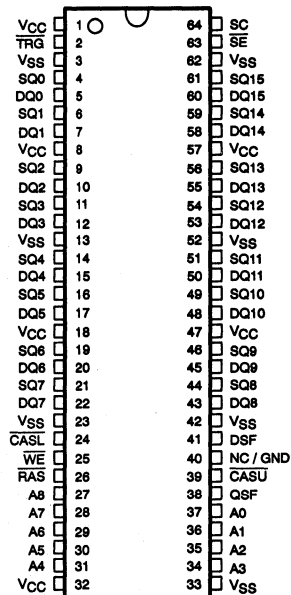 VCC 1 64 SC
TRG 2 63 SE
VSS 3 62 VSS
SQ0 4 61 SQ15
DQ0 5 60 DQ15
SQ1 6 59 SQ14
DQ1 7 58 DQ14
VCC 8 57 VCC
SQ2 9 56 SQ13
DQ2 10 55 DQ13
SQ3 11 54 SQ12
DQ3 12 53 DQ12
VSS 13 52 VSS
SQ4 14 51 SQ11
DQ4 15 50 DQ11
SQ5 16 49 SQ10
DQ5 17 48 DQ10
VCC 18 47 VCC
SQ6 19 46 SQ9
DQ6 20 45 DQ9
SQ7 21 44 SQ8
DQ7 22 43 DQ8
VSS 23 42 VSS
CASL 24 41 DSF
WE 25 40 NC / GND
RAS 26 39 CASU
A8 27 38 QSF
A7 28 37 A0
A6 29 36 A1
A5 30 35 A2
A4 31 34 A3
VCC 32 33 VSS